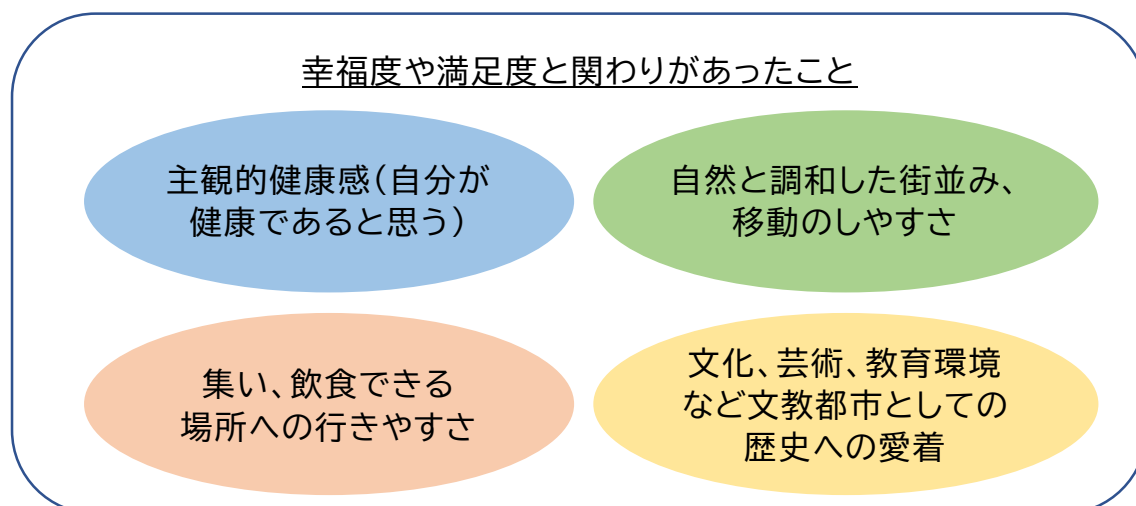 幸福度や満足度と関わりがあったこと
主観的健康感(自分が
健康であると思う)
自然と調和した街並み、
移動のしやすさ
集い、飲食できる
場所への行きやすさ
文化、芸術、教育環境
など文教都市としての
歴史への愛着